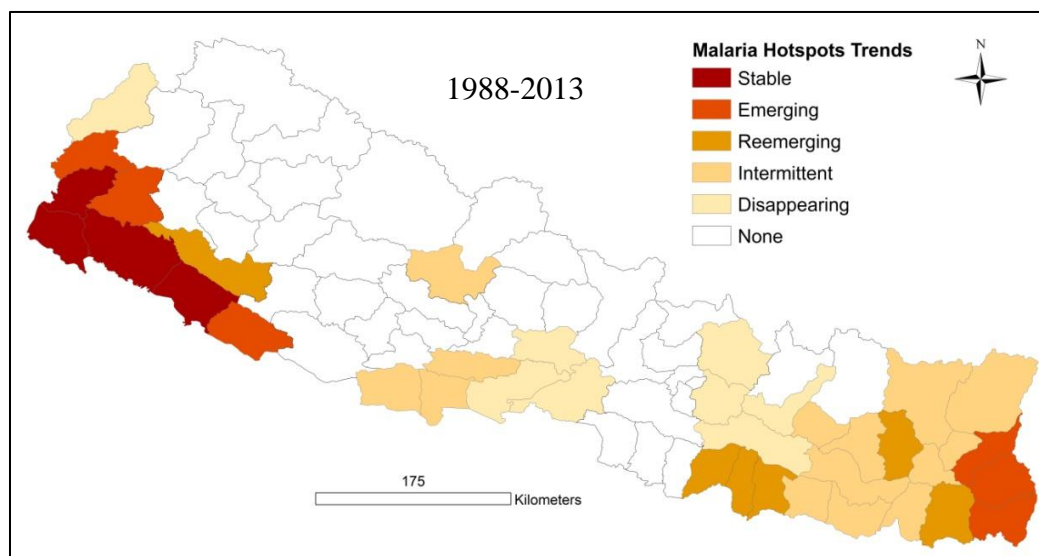 1988-2013
N
Malaria Hotspots Trends
Stable
Emerging
Reemerging
Intermittent
Disappearing
None
175
Kilometers